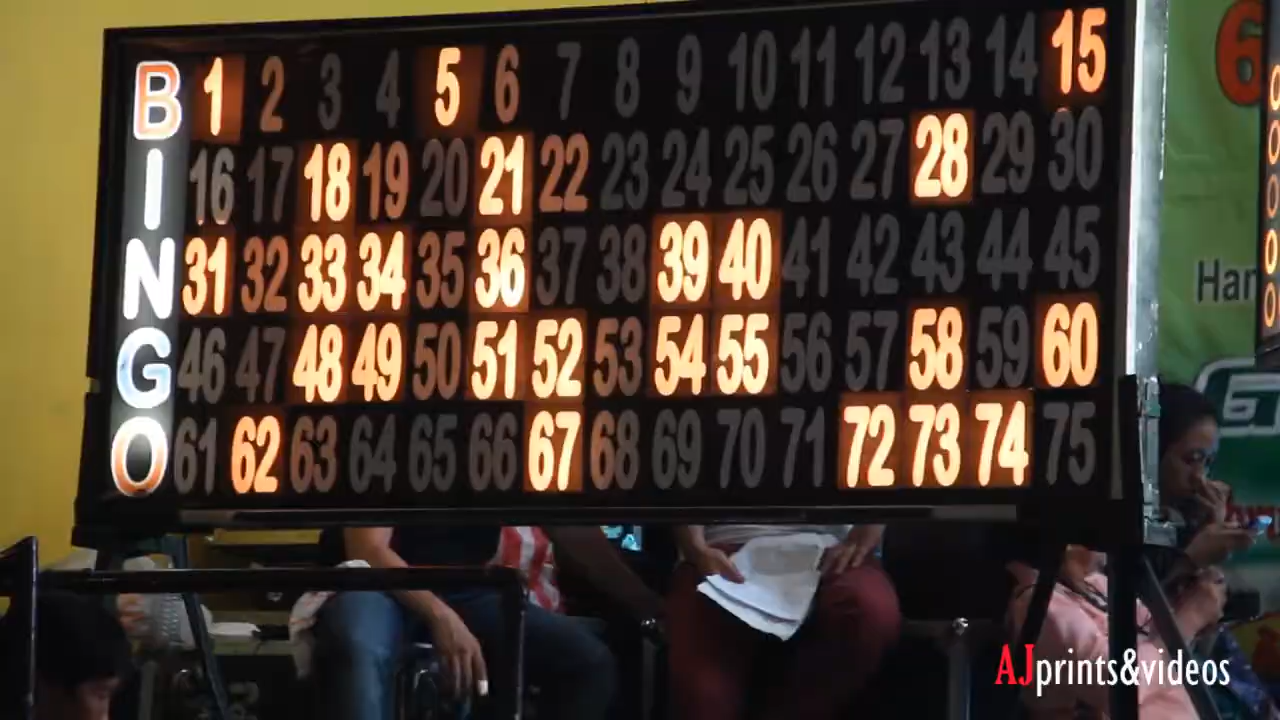 B 1 2 3 4 5 6 7 8 9 10 11 12 13 14 15
I 16 17 18 19 20 21 22 23 24 25 26 27 28 29 30
N 31 32 33 34 35 36 37 38 39 40 41 42 43 44 45
G 46 47 48 49 50 51 52 53 54 55 56 57 58 59 60
O 61 62 63 64 65 66 67 68 69 70 71 72 73 74 75
6
Har
AJprints&videos